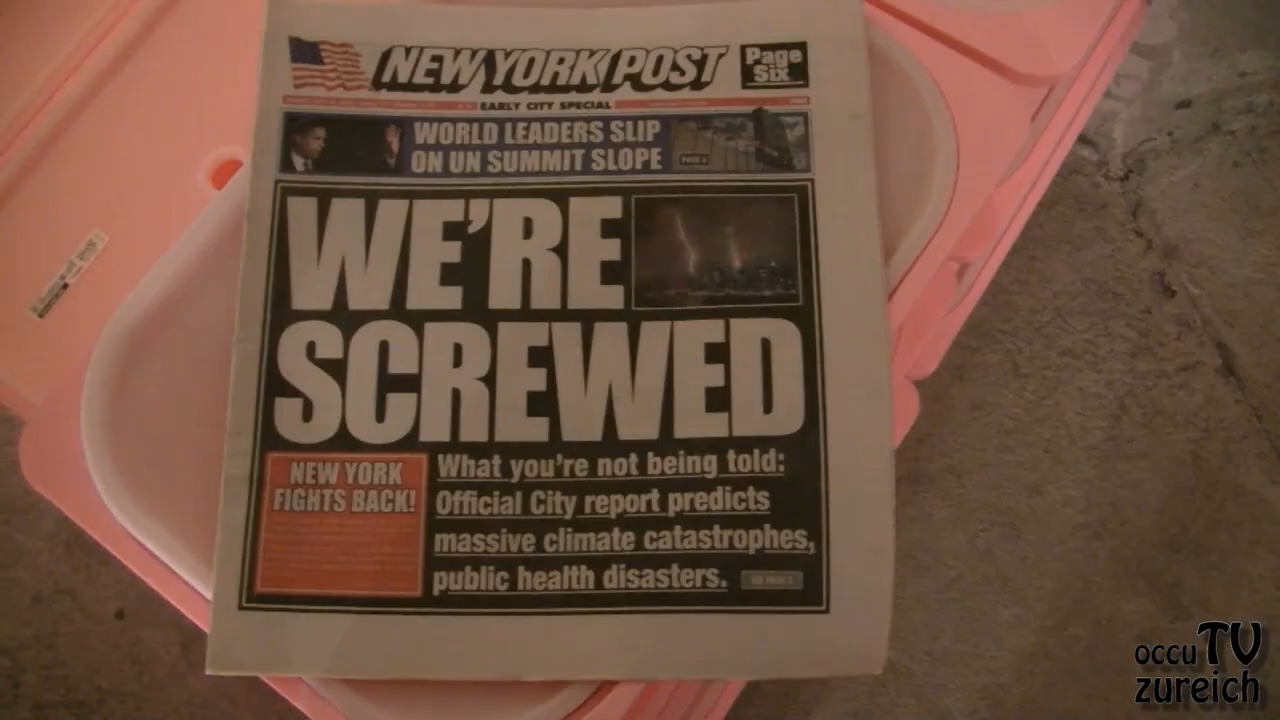 NEW YORK POST
Page
Six
EARLY CITY SPECIAL
WORLD LEADERS SLIP
ON UN SUMMIT SLOPE
WE'RE
SCREWED
NEW YORK
FIGHTS BACK!
What you're not being told:
Official City report predicts
massive climate catastrophes,
public health disasters.
occu TV
zureich